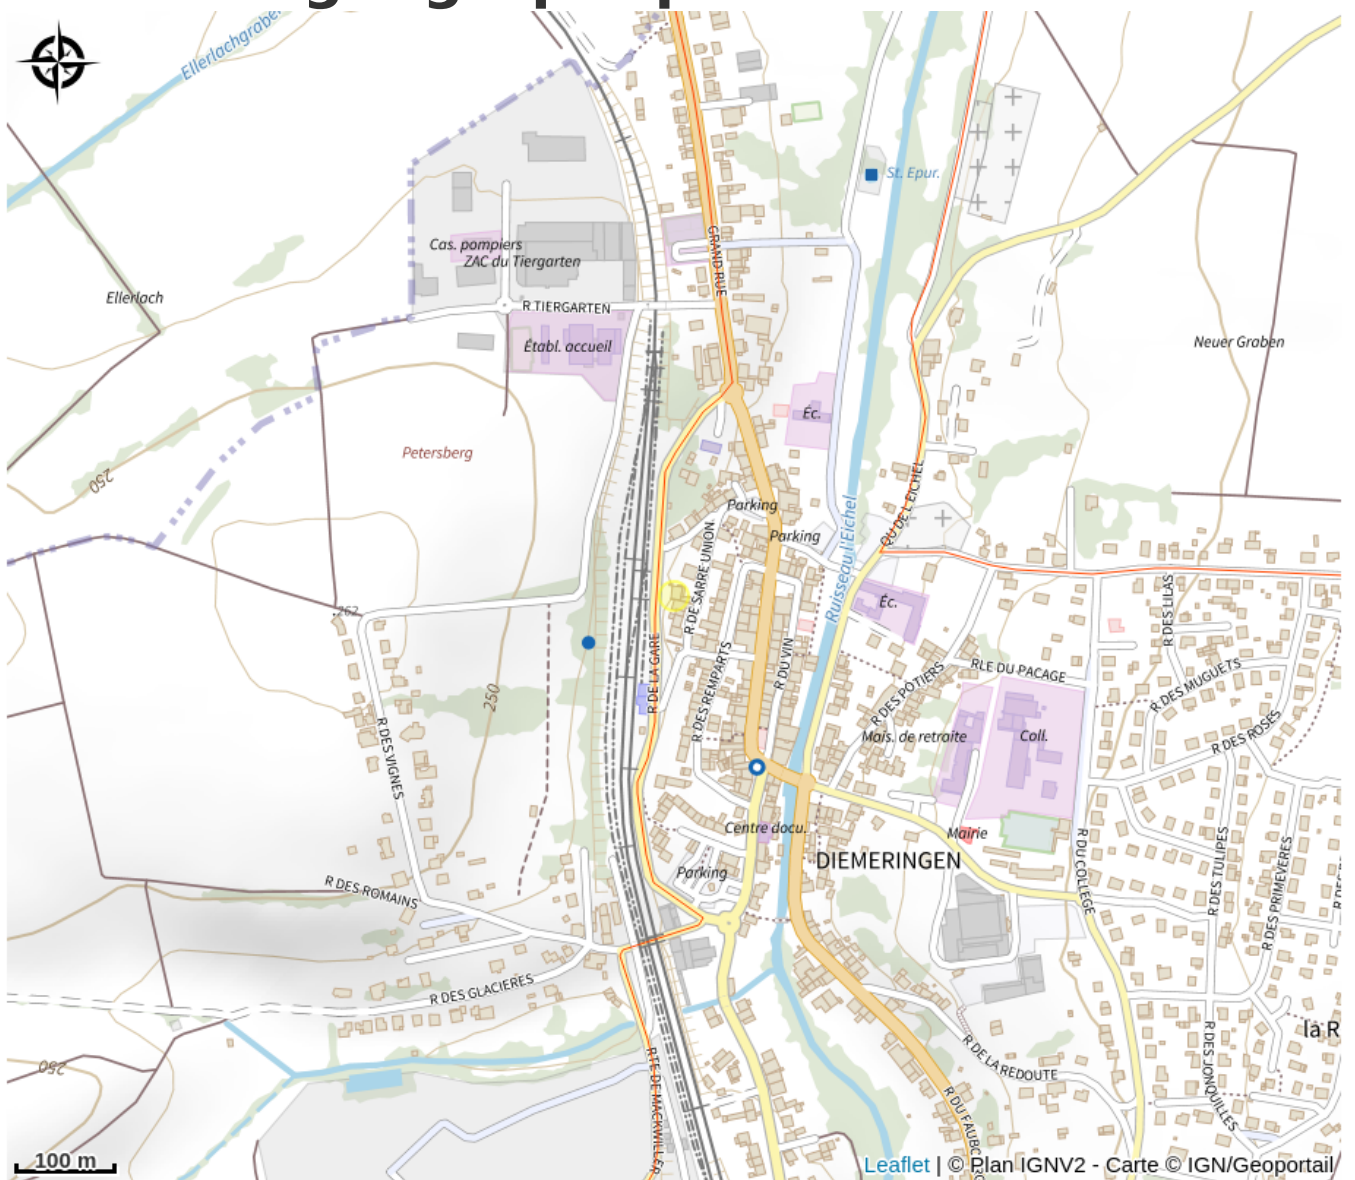 Ellerlachgraben
St. Epur.
GRAND RUE
Cas. pompiers
ZAC du Tiergarten
Ellerloch
R TIERGARTEN
Établ. accueil
Neuer Graben
Éc.
Petersberg
250
QU DE L'EICHEL
Parking
Parking
Ruisseau l'Eichel
R DE SARRE UNION
Éc.
262
R DES LILAS
R DE LA GARE
R DU VIN
R DES REMPARTS
RLE DU PACAGE
R DES POTIERS
R DES MUGUETS
250
R DES ROSES
R DES VIGNES
Mais. de retraite
Coll.
Centre docu.
Mairie
DIEMERINGEN
Parking
R DU COLLEGE
R DES TULIPES
R DES PRIMEVERES
R DES ROMAINS
R DES GLACIERES
la R
R DE LA REDOUTE
R DES JONQUILLES
250
RTE DE MACKWILLER
R DU FAUBO
100 m
Leaflet | © Plan IGNV2 - Carte © IGN/Geoportail